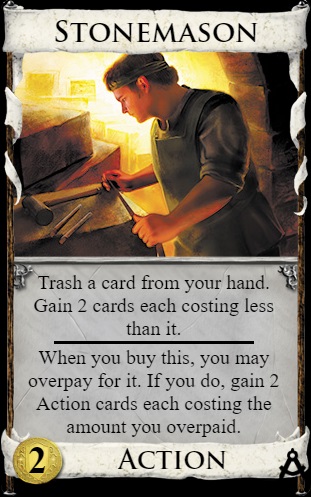 STONEMASON
Trash a card from your hand.
Gain 2 cards each costing less
than it.
When you buy this, you may
overpay for it. If you do, gain 2
Action cards each costing the
amount you overpaid.
2
ACTION